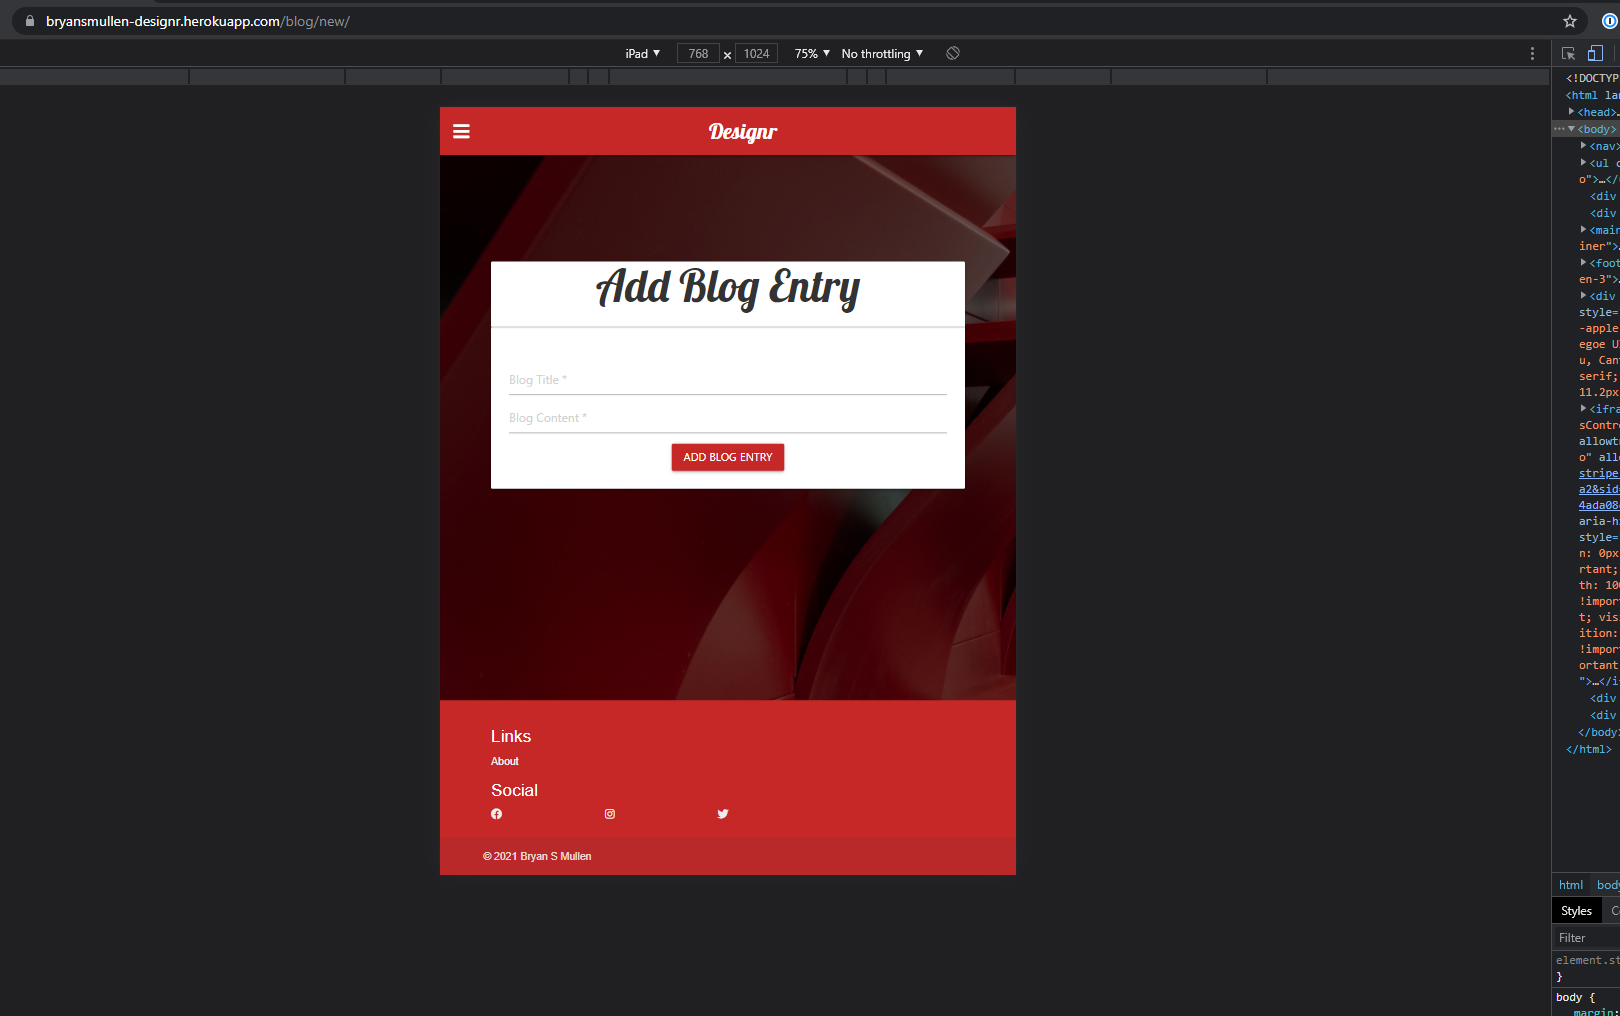 bryansmullen-designr.herokuapp.com/blog/new/
iPad ▼ 768 × 1024 75% ▼ No throttling ▼
Designr
Add Blog Entry
Blog Title *
Blog Content *
ADD BLOG ENTRY
Links
About
Social
© 2021 Bryan S Mullen
<!DOCTYP
<html la
<head>…
<body>
<nav>
<ul c
o">…</
<div
<div
<main
iner">
<foot
en-3">
<div
style=
-apple
egoe U
u, Can
serif;
11.2px
<ifra
sContr
allowt
o" all
stripe
a2&sid
4ada08
aria-h
style=
n: 0px
rtant;
th: 10
!impor
t; vis
ition:
!impor
ortant
">…</i
<div
<div
</body>
</html>
html body
Styles C
Filter
element.st
}
body {
margin: